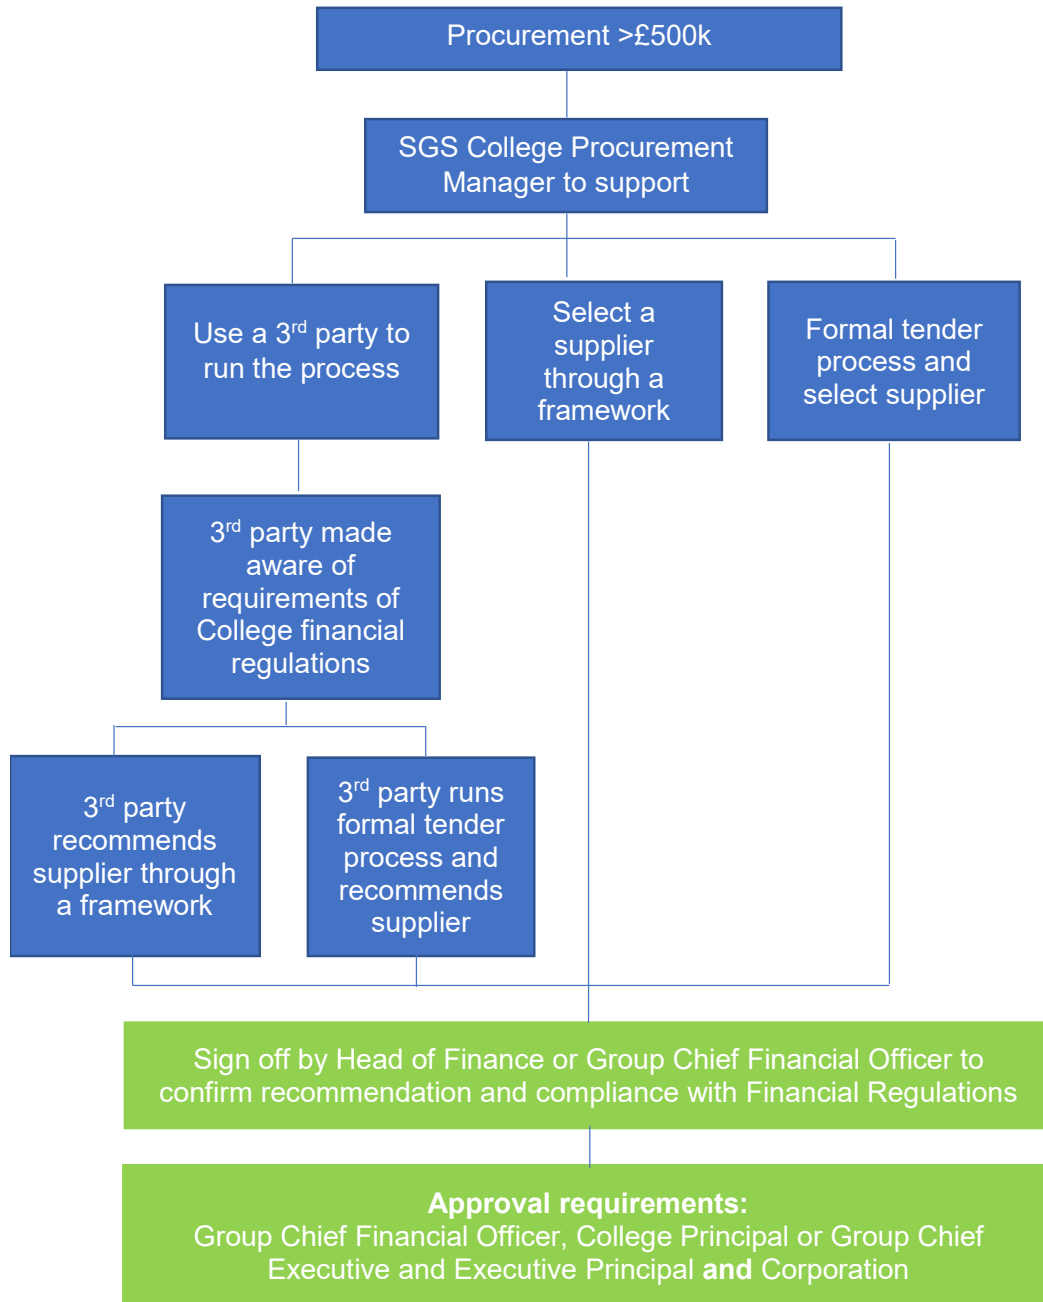 Procurement >£500k
SGS College Procurement
Manager to support
Use a 3rd party to
run the process
Select a
supplier
through a
framework
Formal tender
process and
select supplier
3rd party made
aware of
requirements of
College financial
regulations
3rd party
recommends
supplier through
a framework
3rd party runs
formal tender
process and
recommends
supplier
Sign off by Head of Finance or Group Chief Financial Officer to
confirm recommendation and compliance with Financial Regulations
Approval requirements:
Group Chief Financial Officer, College Principal or Group Chief
Executive and Executive Principal and Corporation